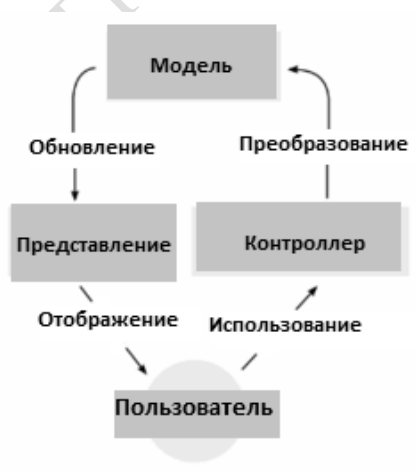 Модель
Обновление
Преобразование
Представление
Контроллер
Отображение
Использование
Пользователь